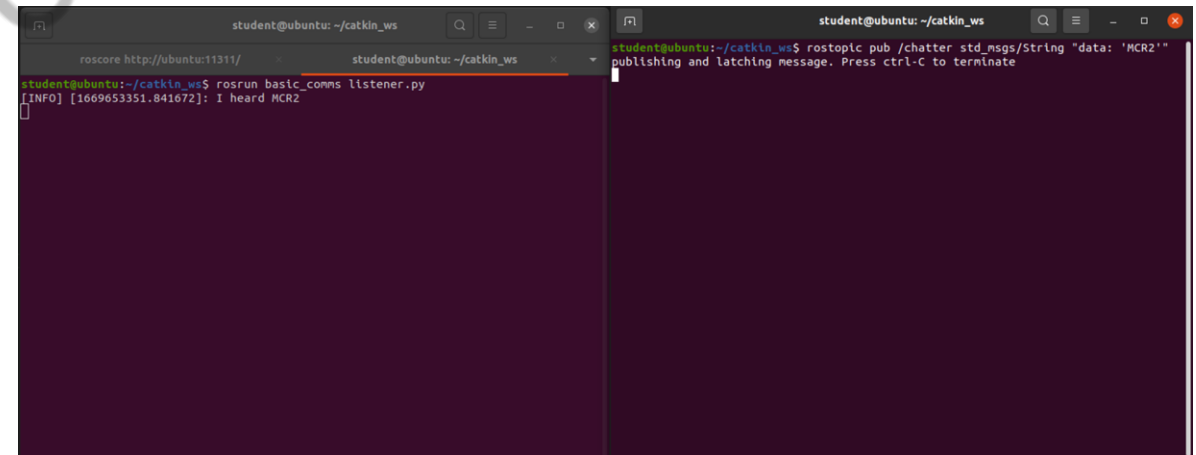 student@ubuntu: ~/catkin_ws
roscore http://ubuntu:11311/
student@ubuntu: ~/catkin_ws
student@ubuntu:~/catkin_ws$ rosrun basic_comms listener.py
[INFO] [1669653351.841672]: I heard MCR2
student@ubuntu: ~/catkin_ws
student@ubuntu:~/catkin_ws$ rostopic pub /chatter std_msgs/String "data: 'MCR2'"
publishing and latching message. Press ctrl-C to terminate